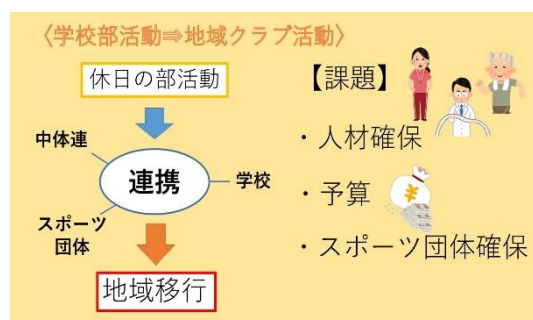 〈学校部活動⇒地域クラブ活動〉
休日の部活動
中体連
連携
学校
スポーツ
団体
地域移行
【課題】
・人材確保
・予算
¥
・スポーツ団体確保